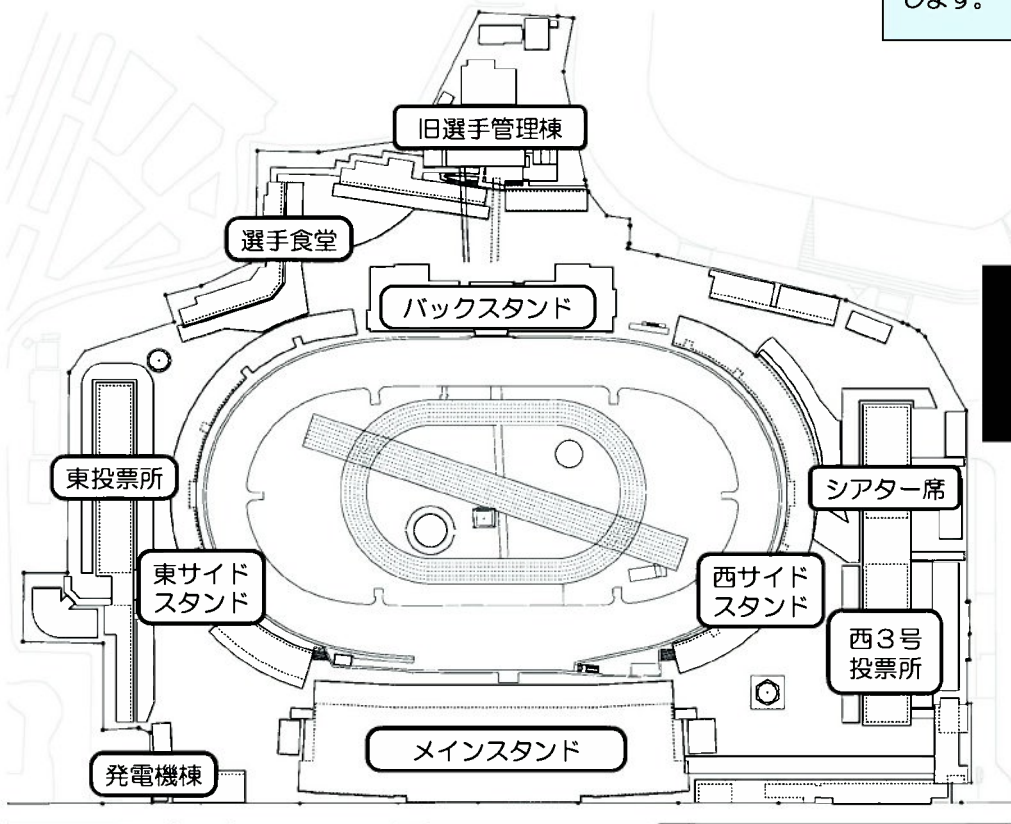 します。
旧選手管理棟
選手食堂
バックスタンド
東投票所
シアター席
東サイド
スタンド
西サイド
スタンド
西３号
投票所
メインスタンド
発電機棟